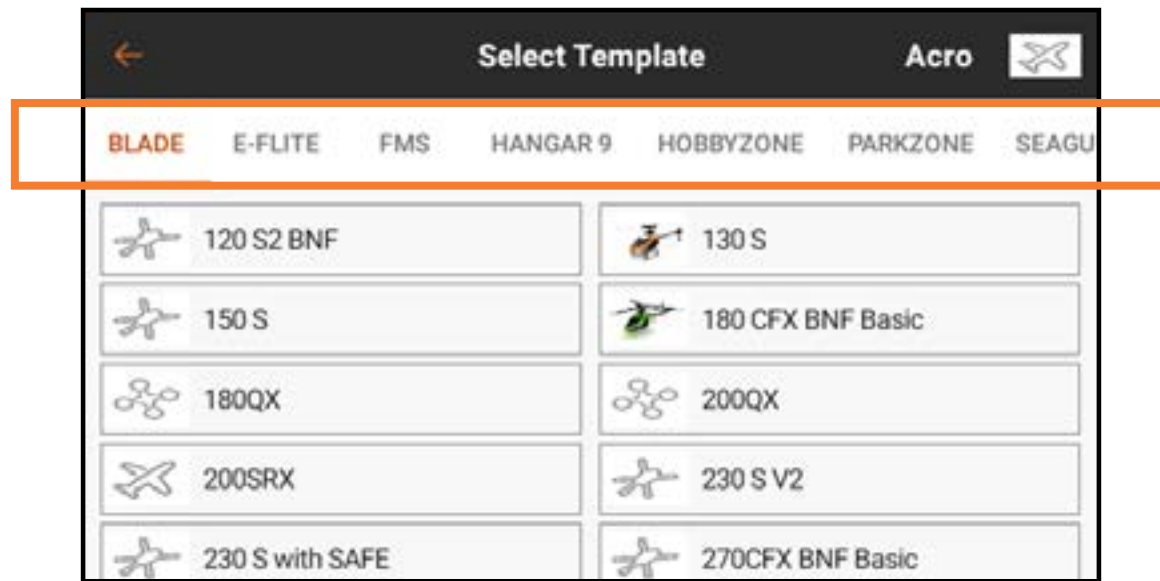 Select Template Acro
BLADE E-FLITE FMS HANGAR 9 HOBBYZONE PARKZONE SEAGU
120 S2 BNF 130 S
150 S 180 CFX BNF Basic
180QX 200QX
200SRX 230 S V2
230 S with SAFE 270CFX BNF Basic